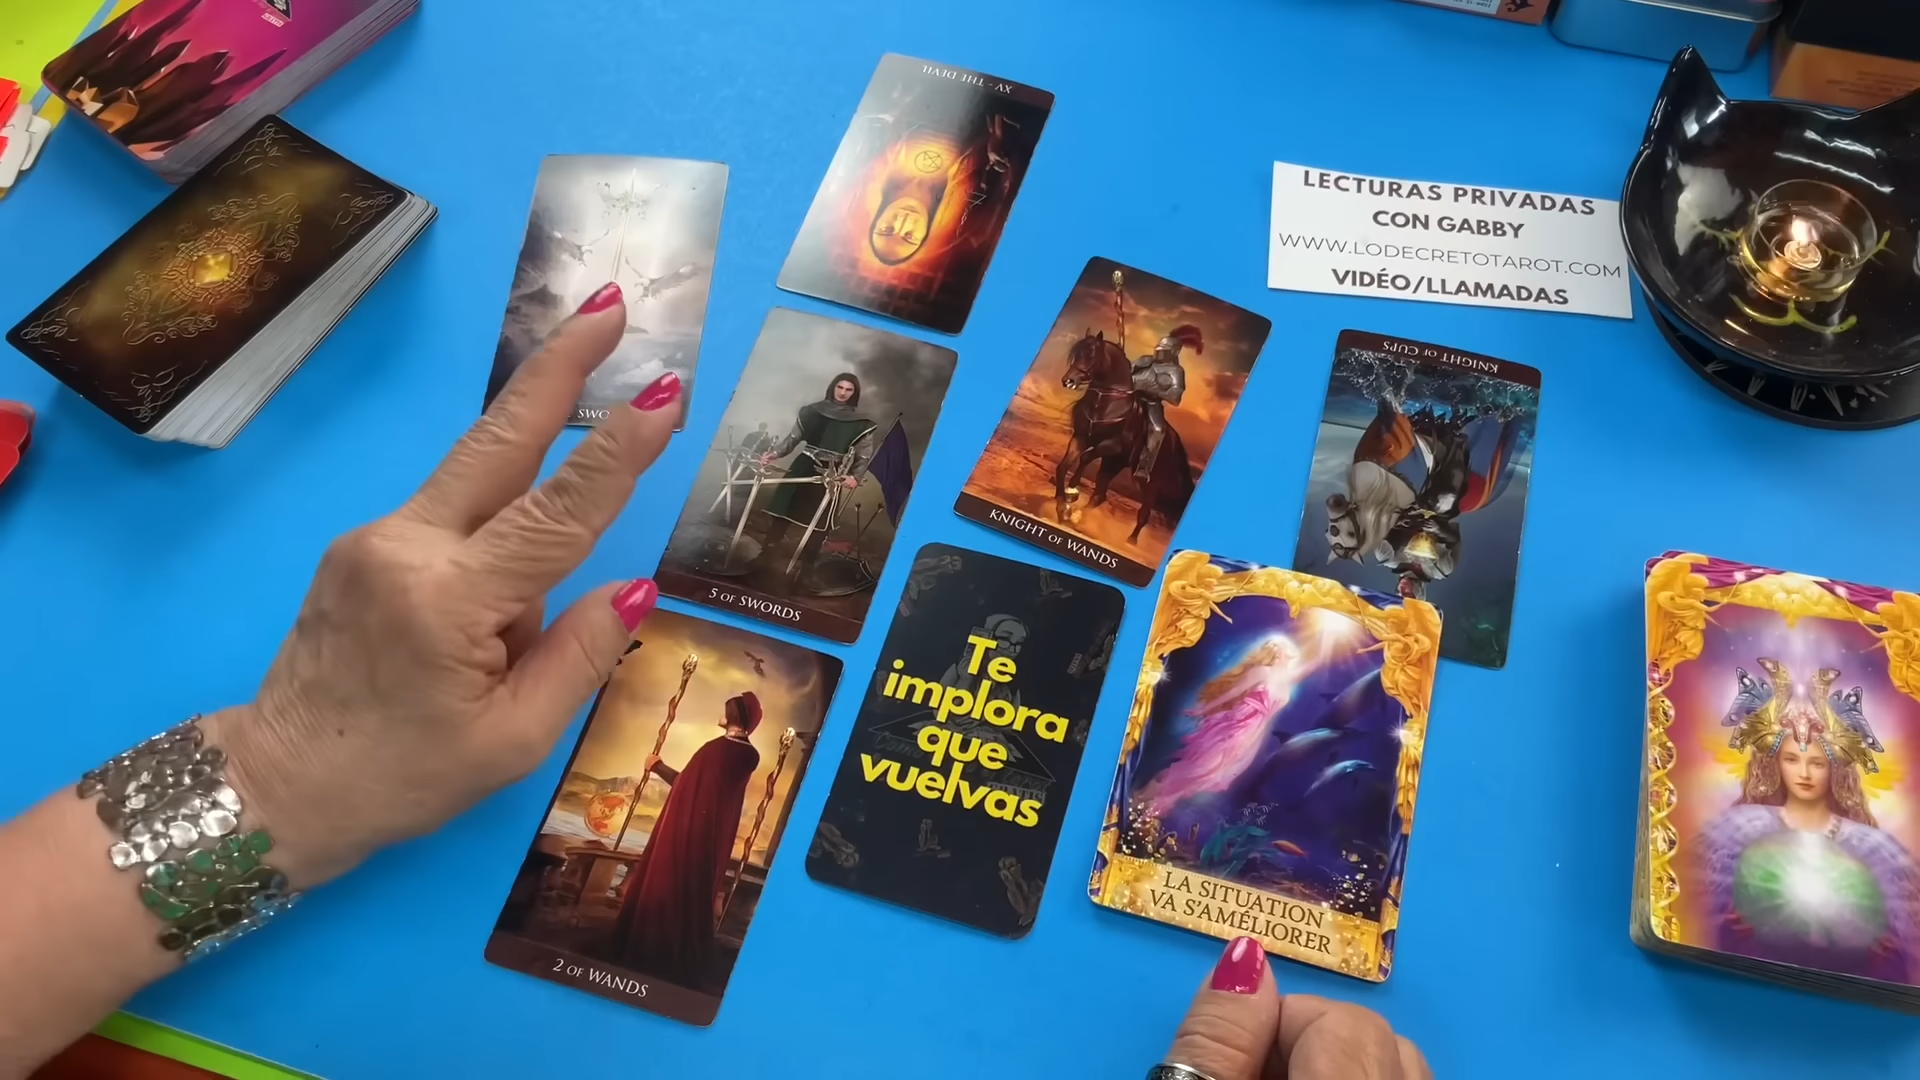 XV - THE DEVIL
LECTURAS PRIVADAS
CON GABBY
WWW.LODECRETOTAROT.COM
VIDÉO/LLAMADAS
KNIGHT OF CUPS
KNIGHT OF WANDS
5 OF SWORDS
2 OF WANDS
Te
implora
que
vuelvas
LA SITUATION
VA S'AMÉLIORER